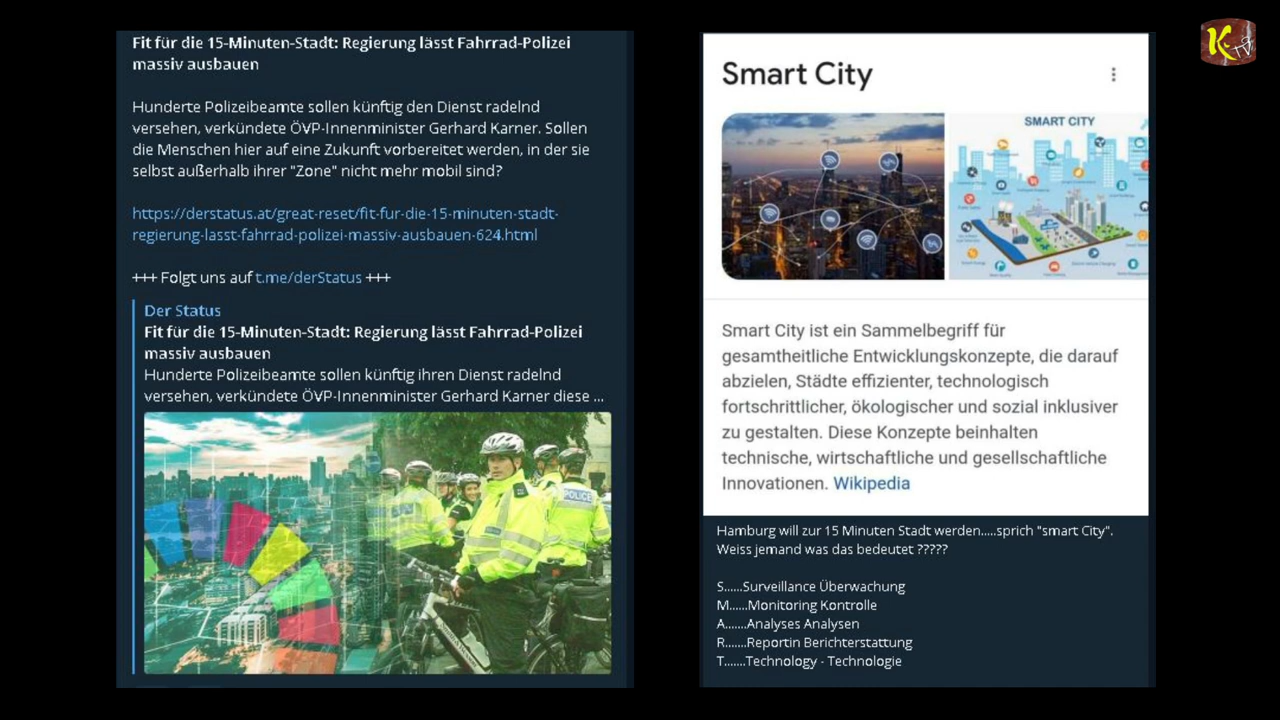 Fit für die 15-Minuten-Stadt: Regierung lässt Fahrrad-Polizei
massiv ausbauen
Hunderte Polizeibeamte sollen künftig den Dienst radelnd
versehen, verkündete ÖVP-Innenminister Gerhard Karner. Sollen
die Menschen hier auf eine Zukunft vorbereitet werden, in der sie
selbst außerhalb ihrer "Zone" nicht mehr mobil sind?
https://derstatus.at/great-reset/fit-fur-die-15-minuten-stadt-
regierung-lasst-fahrrad-polizei-massiv-ausbauen-624.html
+++ Folgt uns auf t.me/derStatus +++
Der Status
Fit für die 15-Minuten-Stadt: Regierung lässt Fahrrad-Polizei
massiv ausbauen
Hunderte Polizeibeamte sollen künftig ihren Dienst radelnd
versehen, verkündete ÖVP-Innenminister Gerhard Karner diese ...
POLICE
Smart City
SMART CITY
Smart City ist ein Sammelbegriff für
gesamtheitliche Entwicklungskonzepte, die darauf
abzielen, Städte effizienter, technologisch
fortschrittlicher, ökologischer und sozial inklusiver
zu gestalten. Diese Konzepte beinhalten
technische, wirtschaftliche und gesellschaftliche
Innovationen. Wikipedia
Hamburg will zur 15 Minuten Stadt werden.....sprich "smart City".
Weiss jemand was das bedeutet ?????
S......Surveillance Überwachung
M......Monitoring Kontrolle
A.......Analyses Analysen
R.......Reportin Berichterstattung
T.......Technology - Technologie
K TV